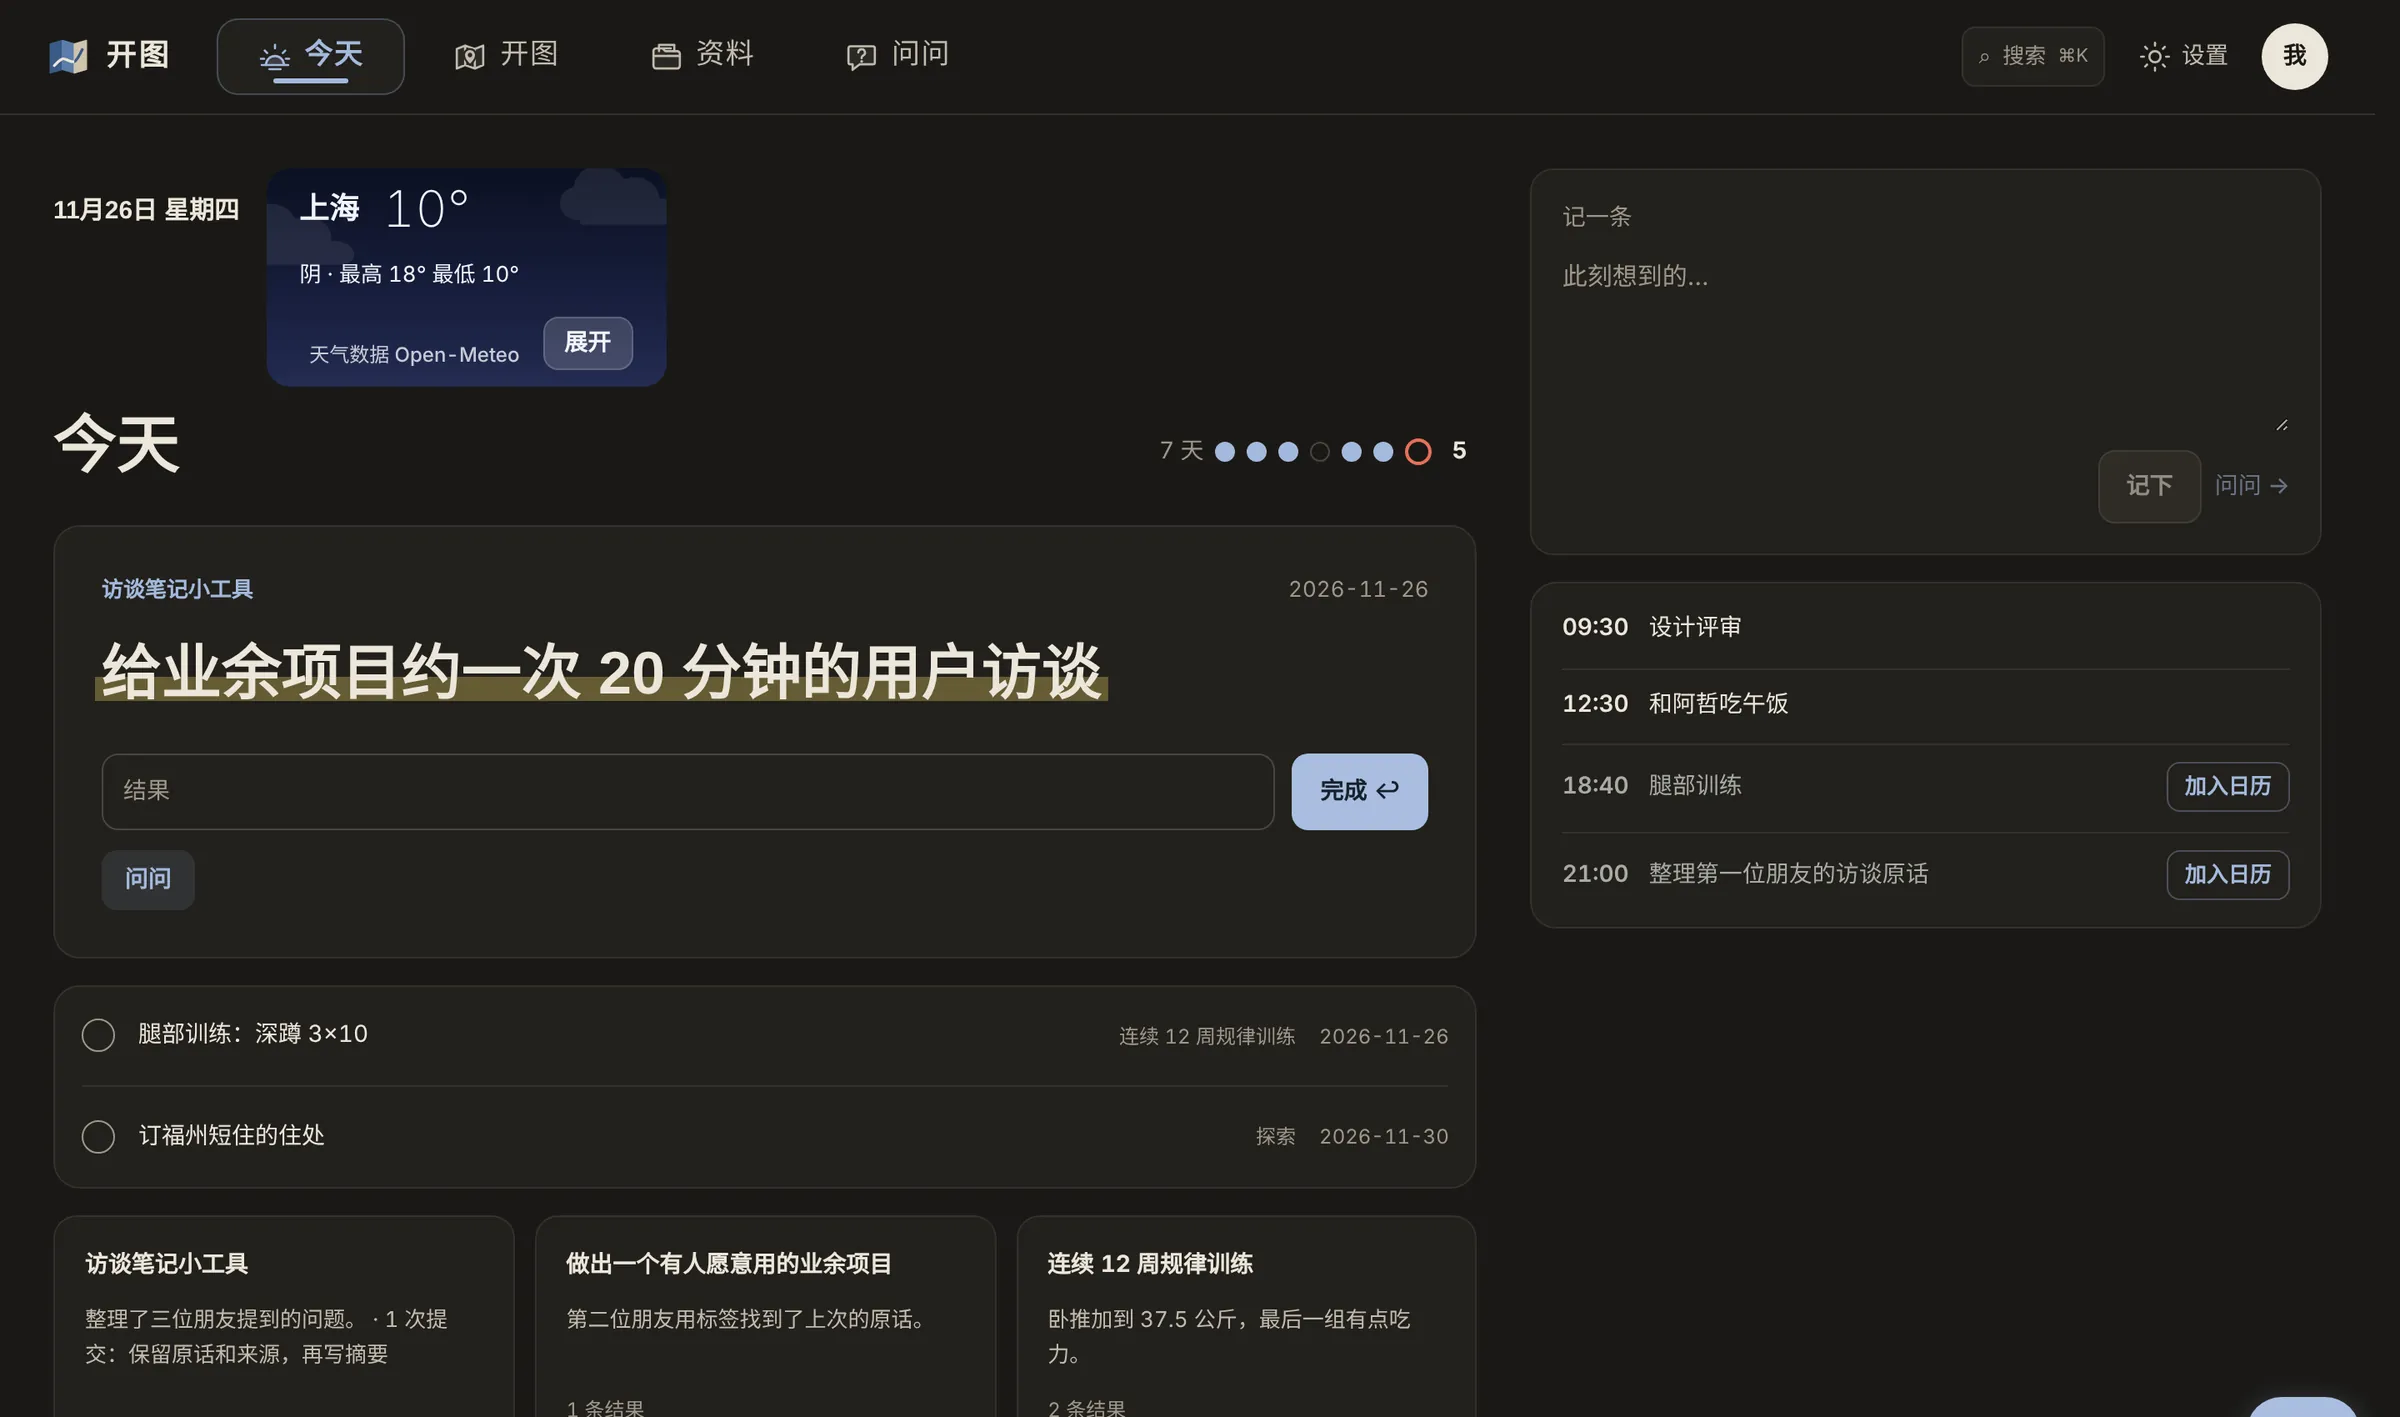 开图
今天
开图
资料
问问
搜索 ⌘K
设置
我
11月26日 星期四
上海 10°
阴 · 最高 18° 最低 10°
天气数据 Open-Meteo
展开
今天
7 天
5
访谈笔记小工具
2026-11-26
给业余项目约一次 20 分钟的用户访谈
结果
完成 ↩
问问
腿部训练：深蹲 3×10
连续 12 周规律训练 2026-11-26
订福州短住的住处
探索 2026-11-30
访谈笔记小工具
整理了三位朋友提到的问题。 · 1 次提
交：保留原话和来源，再写摘要
做出一个有人愿意用的业余项目
第二位朋友用标签找到了上次的原话。
1 条结果
连续 12 周规律训练
卧推加到 37.5 公斤，最后一组有点吃
力。
2 条结果
记一条
此刻想到的...
记下
问问 →
09:30 设计评审
12:30 和阿哲吃午饭
18:40 腿部训练
加入日历
21:00 整理第一位朋友的访谈原话
加入日历